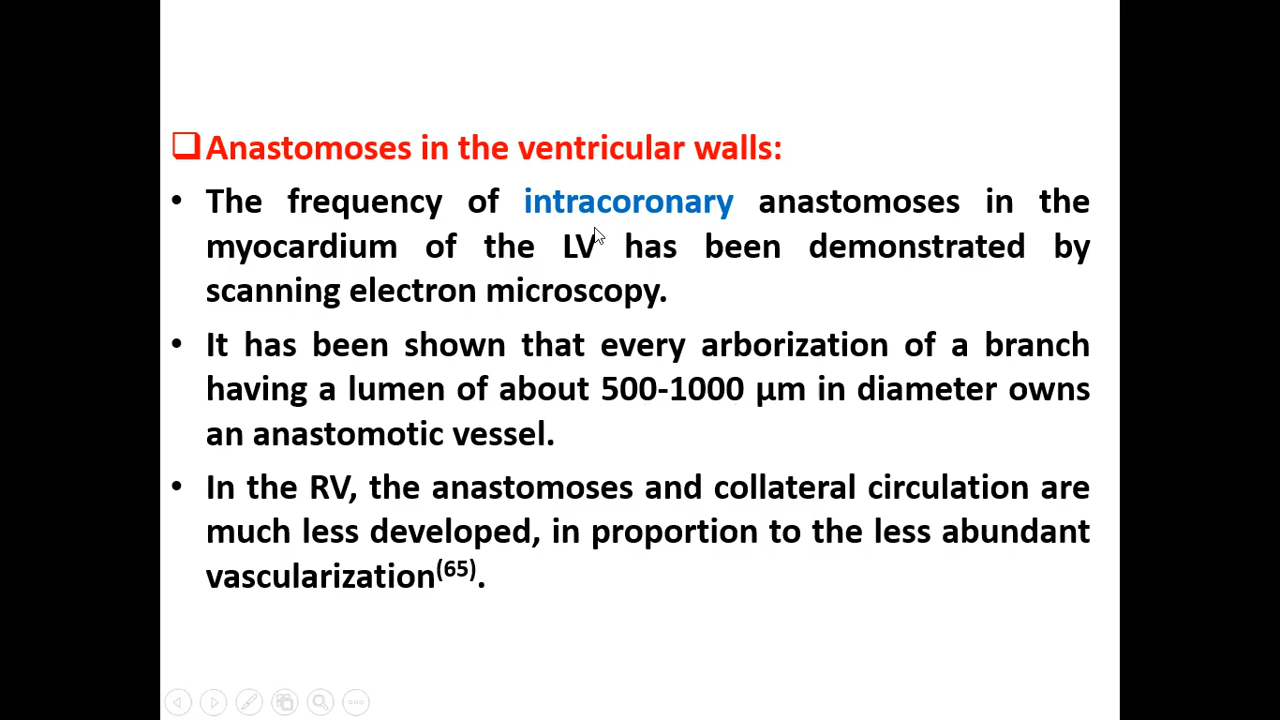 ❑Anastomoses in the ventricular walls:
• The frequency of intracoronary anastomoses in the
myocardium of the LV has been demonstrated by
scanning electron microscopy.
• It has been shown that every arborization of a branch
having a lumen of about 500-1000 µm in diameter owns
an anastomotic vessel.
• In the RV, the anastomoses and collateral circulation are
much less developed, in proportion to the less abundant
vascularization(65).